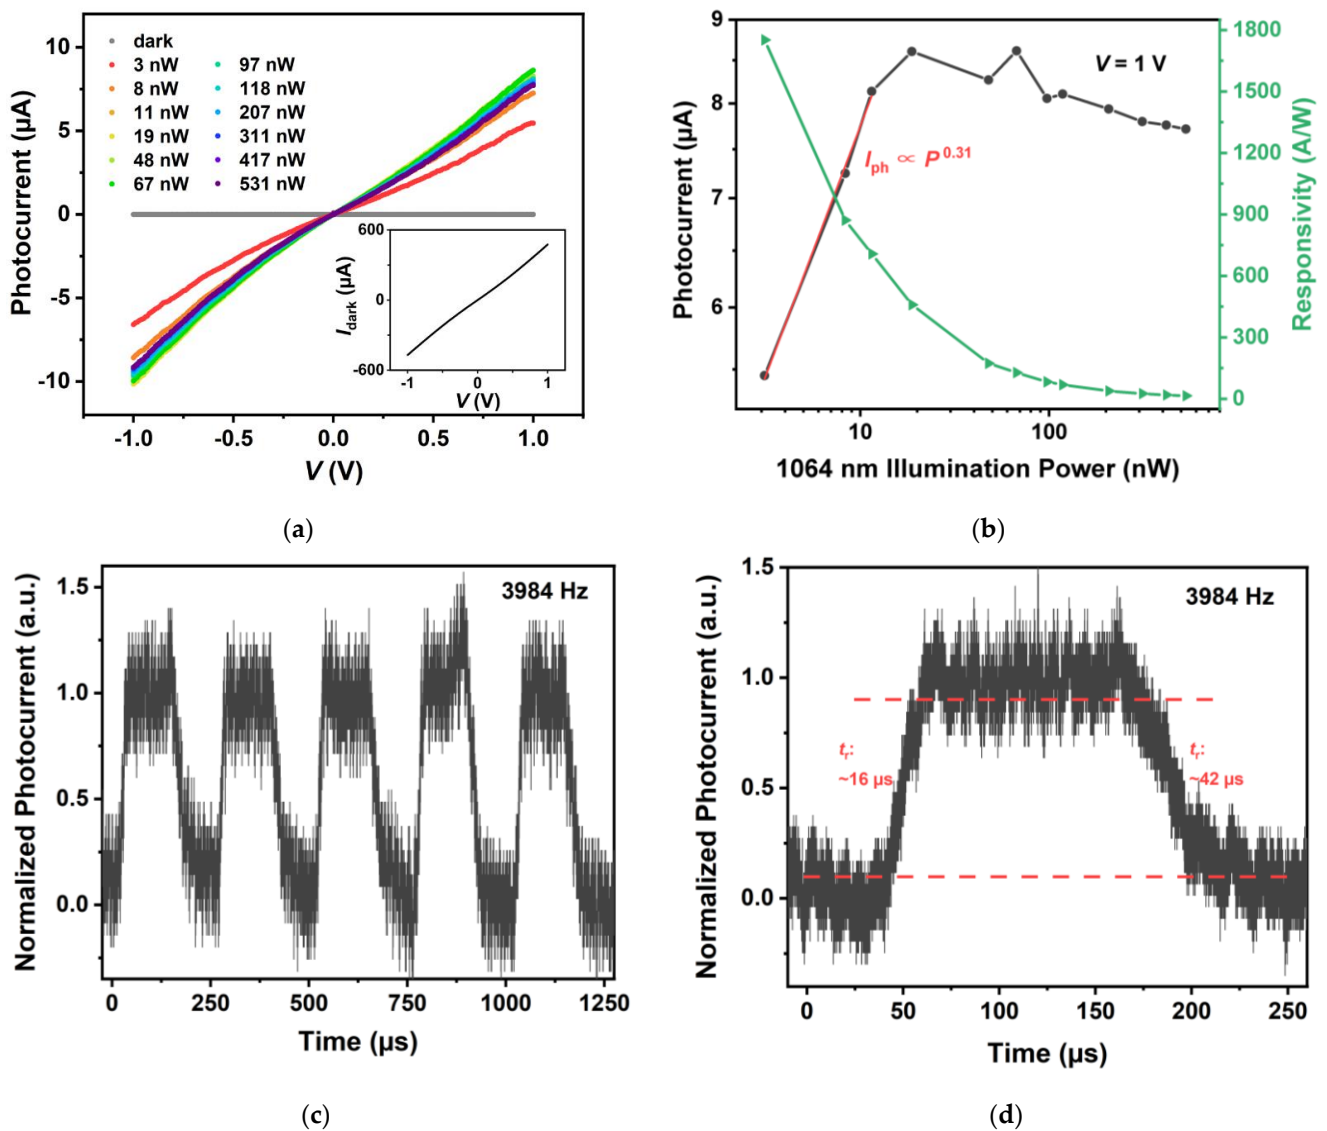 Photocurrent (µA)
10
5
0
-5
-10
dark
3 nW
8 nW
11 nW
19 nW
48 nW
67 nW
97 nW
118 nW
207 nW
311 nW
417 nW
531 nW
I dark (µA)
600
0
-600
-1
0
1
V (V)
-1.0
-0.5
0.0
0.5
1.0
V (V)
(a)
Photocurrent (µA)
9
8
7
6
V = 1 V
I ph ∝ P 0.31
1800
1500
1200
900
600
300
0
Responsivity (A/W)
10
100
1064 nm Illumination Power (nW)
(b)
Normalized Photocurrent (a.u.)
1.5
1.0
0.5
0.0
3984 Hz
0
250
500
750
1000
1250
Time (µs)
(c)
Normalized Photocurrent (a.u.)
1.5
1.0
0.5
0.0
3984 Hz
tr:
~16 µs
tr:
~42 µs
0
50
100
150
200
250
Time (µs)
(d)